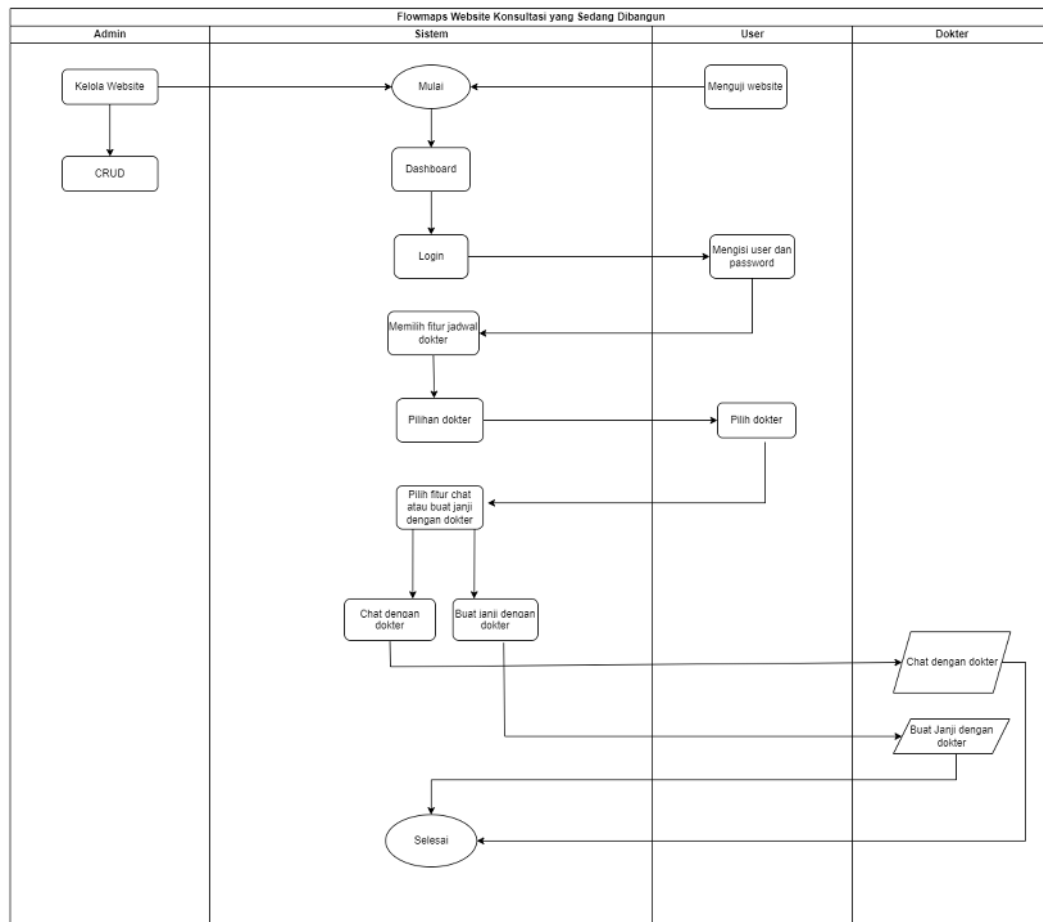 Flowmaps Website Konsultasi yang Sedang Dibangun
Admin
Sistem
User
Dokter
Kelola Website
Mulai
Menguji website
CRUD
Dashboard
Login
Mengisi user dan
password
Memilih fitur jadwal
dokter
Pilihan dokter
Pilih dokter
Pilih fitur chat
atau buat janji
dengan dokter
Chat dengan
dokter
Buat janji dengan
dokter
Chat dengan dokter
Buat Janji dengan
dokter
Selesai